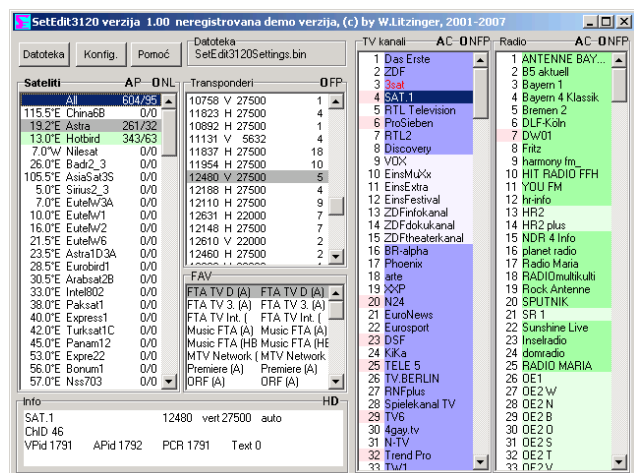 SetEdit3120 verzija 1.00 neregistrovana demo verzija, (c) by W.Litzinger, 2001-2007
Datoteka
Konfig.
Pomoć
Datoteka
SetEdit3120Settings.bin
Sateliti AP-ONL
All 604/95
115.5°E China6B 0/0
19.2°E Astra 261/32
13.0°E Hotbird 343/63
7.0°W Nilesat 0/0
26.0°E Badr2_3 0/0
105.5°E AsiaSat3S 0/0
5.0°E Sirius2_3 0/0
7.0°E EutelW3A 0/0
10.0°E EutelW1 0/0
16.0°E EutelW2 0/0
21.5°E EutelW6 0/0
23.5°E Astra1D3A 0/0
28.5°E Eurobird1 0/0
30.5°E Arabsat2B 0/0
33.0°E Intel802 0/0
38.0°E Paksat1 0/0
40.0°E Express1 0/0
42.0°E Turksat1C 0/0
45.0°E Panam12 0/0
53.0°E Expre22 0/0
56.0°E Bonum1 0/0
57.0°E Nss703 0/0
Transponderi OFP
10758 V 27500 1
11823 H 27500 4
10892 H 27500 1
11131 V 5632 4
11837 H 27500 18
11954 H 27500 10
12480 V 27500 5
12188 H 27500 4
12110 H 27500 9
12631 H 22000 7
12148 H 27500 7
12610 V 22000 2
12460 H 27500 2
FAV
FTA TV D (A) FTA TV D (A)
FTA TV 3. (A) FTA TV 3. (A)
FTA TV Int. ( FTA TV Int. (
Music FTA (A) Music FTA (A)
Music FTA (HB Music FTA (HB
MTV Network ( MTV Network
Premiere (A) Premiere (A)
ORF (A) ORF (A)
Info HD
SAT.1 12480 vert 27500 auto
ChID 46
VPid 1791 APid 1792 PCR 1791 Text 0
TV kanali AC-ONFP
1 Das Erste
2 ZDF
3 3sat
4 SAT.1
5 RTL Television
6 ProSieben
7 RTL2
8 Discovery
9 VOX
10 EinsMuXx
11 EinsExtra
12 EinsFestival
13 ZDFinfokanal
14 ZDFdokukanal
15 ZDFtheaterkanal
16 BR-alpha
17 Phoenix
18 arte
19 XXP
20 N24
21 EuroNews
22 Eurosport
23 DSF
24 KiKa
25 TELE 5
26 TV.BERLIN
27 RNFplus
28 Spielekanal TV
29 TV6
30 4gay.tv
31 N-TV
32 Trend Pro
33 TW1
Radio AC-ONFP
1 ANTENNE BAY...
2 B5 aktuell
3 Bayern 1
4 Bayern 4 Klassik
5 Bremen 2
6 DLF-Köln
7 DW01
8 Fritz
9 harmony fm_
10 HIT RADIO FFH
11 YOU FM
12 hr-info
13 HR2
14 HR2 plus
15 NDR 4 Info
16 planet radio
17 Radio Maria
18 RADIOmultikulti
19 Rock Antenne
20 SPUTNIK
21 SR 1
22 Sunshine Live
23 Inselradio
24 domradio
25 RADIO MARIA
26 OE1
27 OE2 W
28 OE2 N
29 OE2 B
30 OE2 O
31 OE2 S
32 OE2 T
33 OE2 V